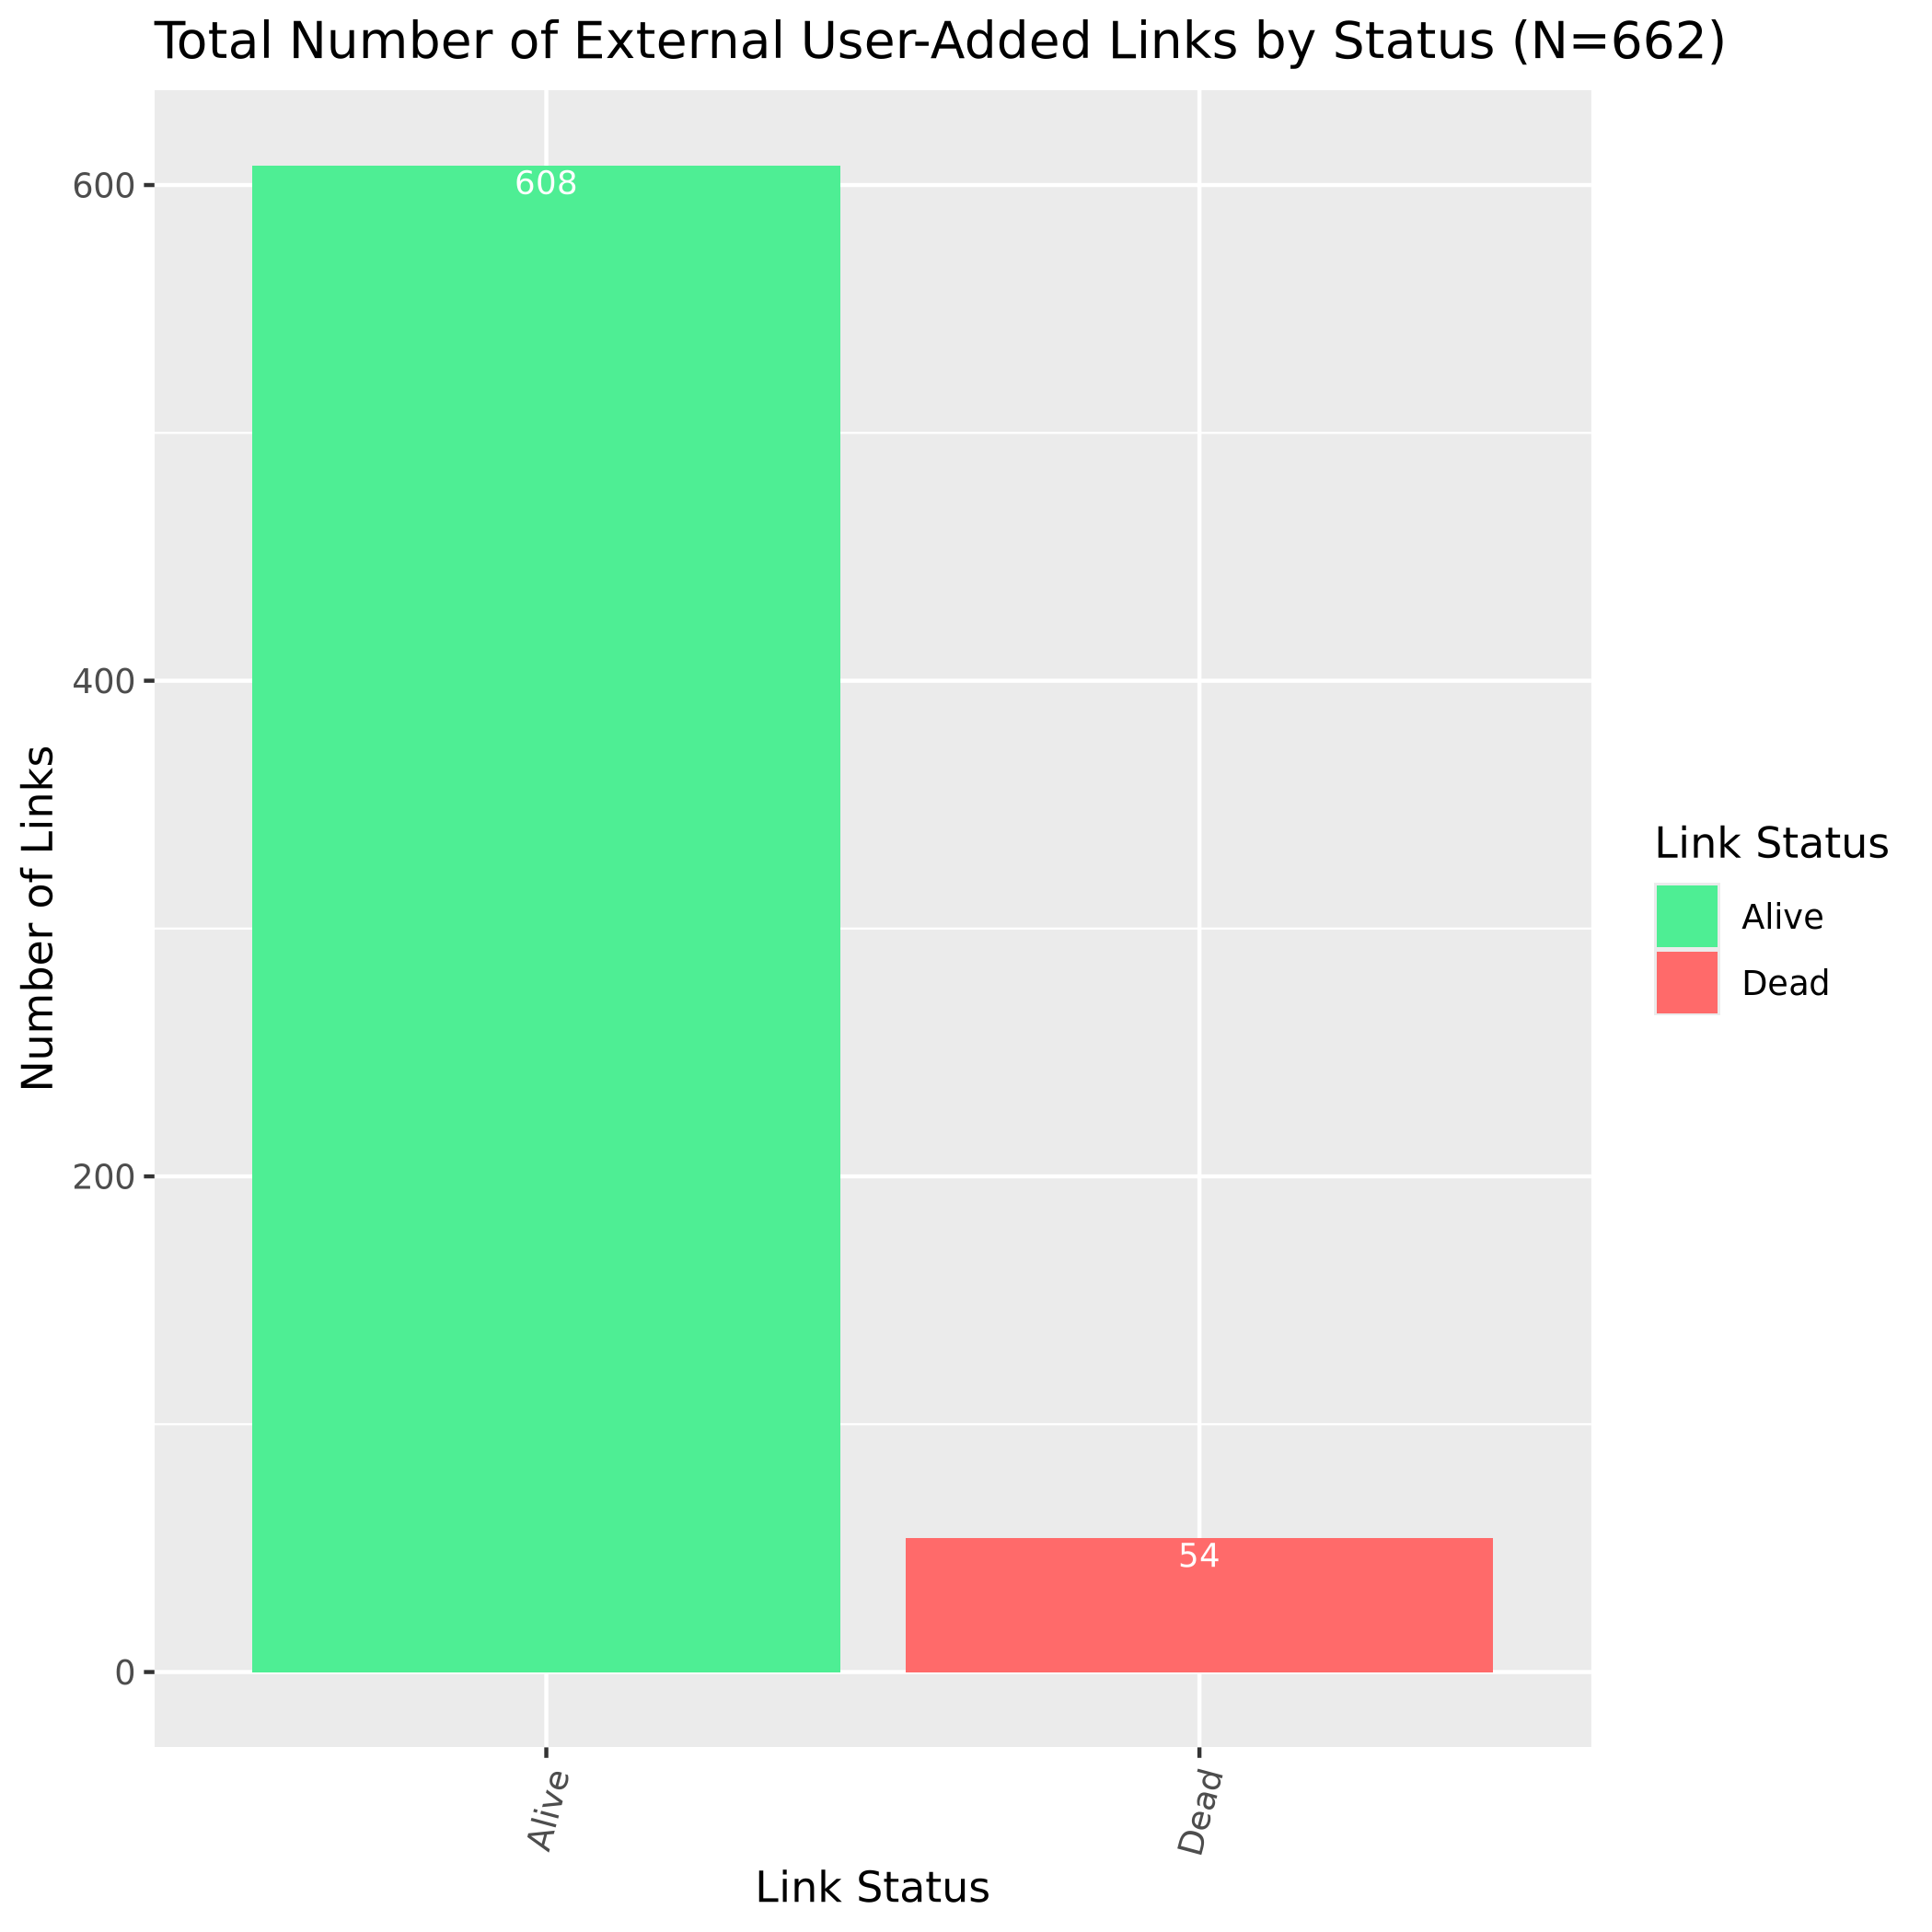 Total Number of External User-Added Links by Status (N=662)
600
400
200
0
Number of Links
608
54
Alive
Dead
Link Status
Link Status
Alive
Dead